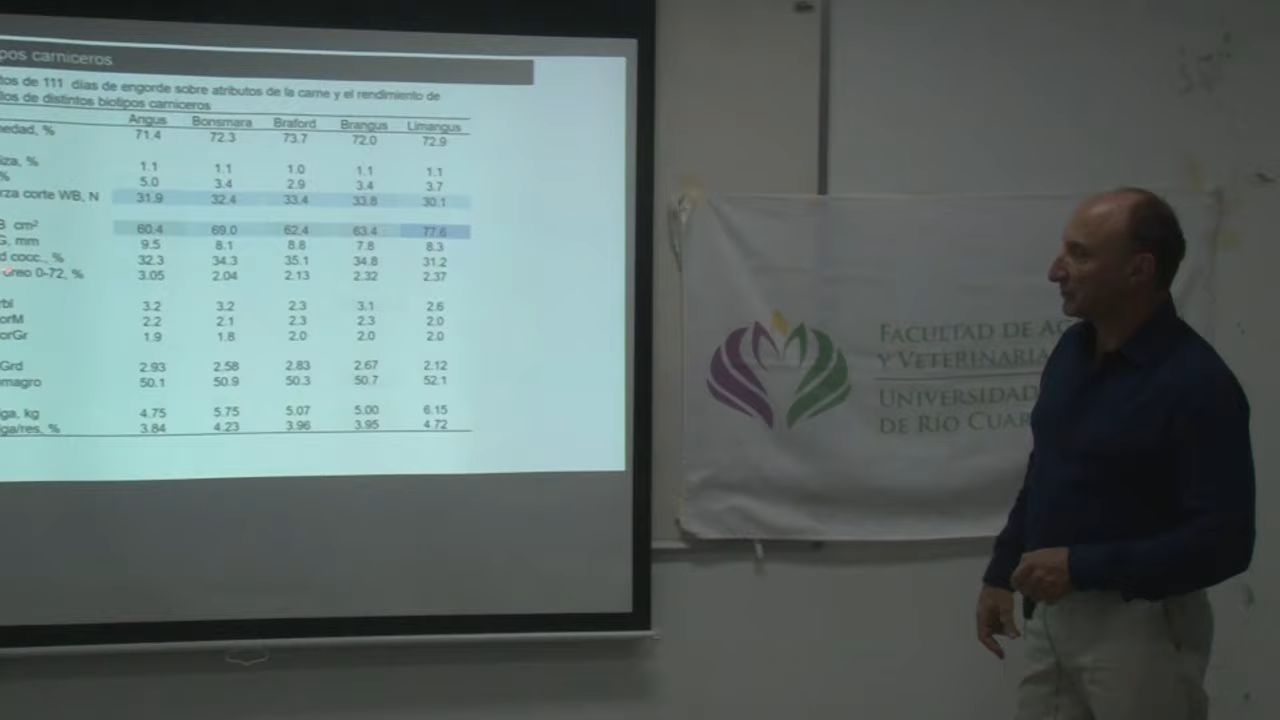 pos carniceros
tos de 111 días de engorde sobre atributos de la carne y el rendimiento de
llos de distintos biotipos carniceros
Angus Bonsmara Braford Brangus Limangus
medad, % 71.4 72.3 73.7 72.0 72.9
iza, % 1.1 1.1 1.0 1.1 1.1
% 5.0 3.4 2.9 3.4 3.7
rza corte WB, N 31.9 32.4 33.4 33.8 30.1
B cm² 60.4 69.0 62.4 63.4 77.6
G, mm 9.5 8.1 8.8 7.8 8.3
d cocc., % 32.3 34.3 35.1 34.8 31.2
oreo 0-72, % 3.05 2.04 2.13 2.32 2.37
rbl 3.2 3.2 2.3 3.1 2.6
orM 2.2 2.1 2.3 2.3 2.0
orGr 1.9 1.8 2.0 2.0 2.0
Grd 2.93 2.58 2.83 2.67 2.12
magro 50.1 50.9 50.3 50.7 52.1
lga, kg 4.75 5.75 5.07 5.00 6.15
lga/res, % 3.84 4.23 3.96 3.95 4.72
FACULTAD DE AG
Y VETERINARIA
UNIVERSIDAD
DE RÍO CUAR